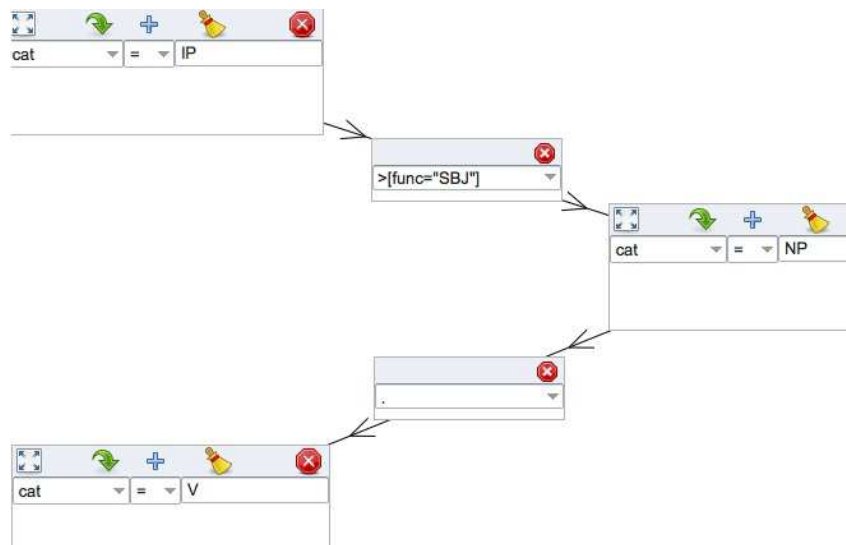 cat = IP
>[func="SBJ"]
cat = NP
.
cat = V